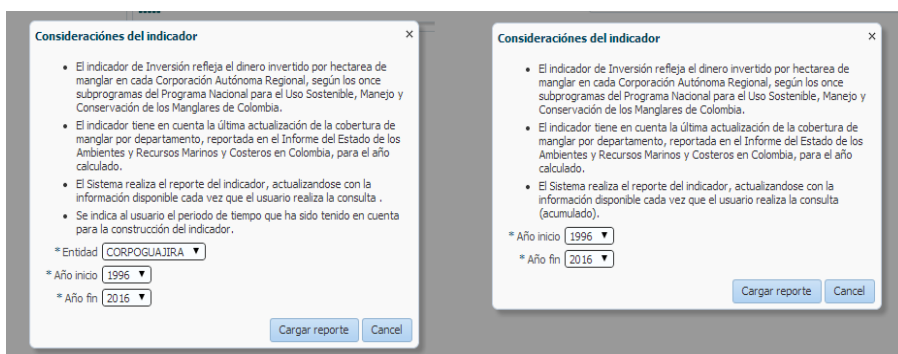 Consideraciónes del indicador
×
• El indicador de Inversión refleja el dinero invertido por hectarea de
manglar en cada Corporación Autónoma Regional, según los once
subprogramas del Programa Nacional para el Uso Sostenible, Manejo y
Conservación de los Manglares de Colombia.
• El indicador tiene en cuenta la última actualización de la cobertura de
manglar por departamento, reportada en el Informe del Estado de los
Ambientes y Recursos Marinos y Costeros en Colombia, para el año
calculado.
• El Sistema realiza el reporte del indicador, actualizandose con la
información disponible cada vez que el usuario realiza la consulta .
• Se indica al usuario el periodo de tiempo que ha sido tenido en cuenta
para la construcción del indicador.
* Entidad CORPOGUAJIRA ▼
* Año inicio 1996 ▼
* Año fin 2016 ▼
Cargar reporte Cancel
Consideraciónes del indicador
×
• El indicador de Inversión refleja el dinero invertido por hectarea de
manglar en cada Corporación Autónoma Regional, según los once
subprogramas del Programa Nacional para el Uso Sostenible, Manejo y
Conservación de los Manglares de Colombia.
• El indicador tiene en cuenta la última actualización de la cobertura de
manglar por departamento, reportada en el Informe del Estado de los
Ambientes y Recursos Marinos y Costeros en Colombia, para el año
calculado.
• El Sistema realiza el reporte del indicador, actualizandose con la
información disponible cada vez que el usuario realiza la consulta
(acumulado).
* Año inicio 1996 ▼
* Año fin 2016 ▼
Cargar reporte Cancel